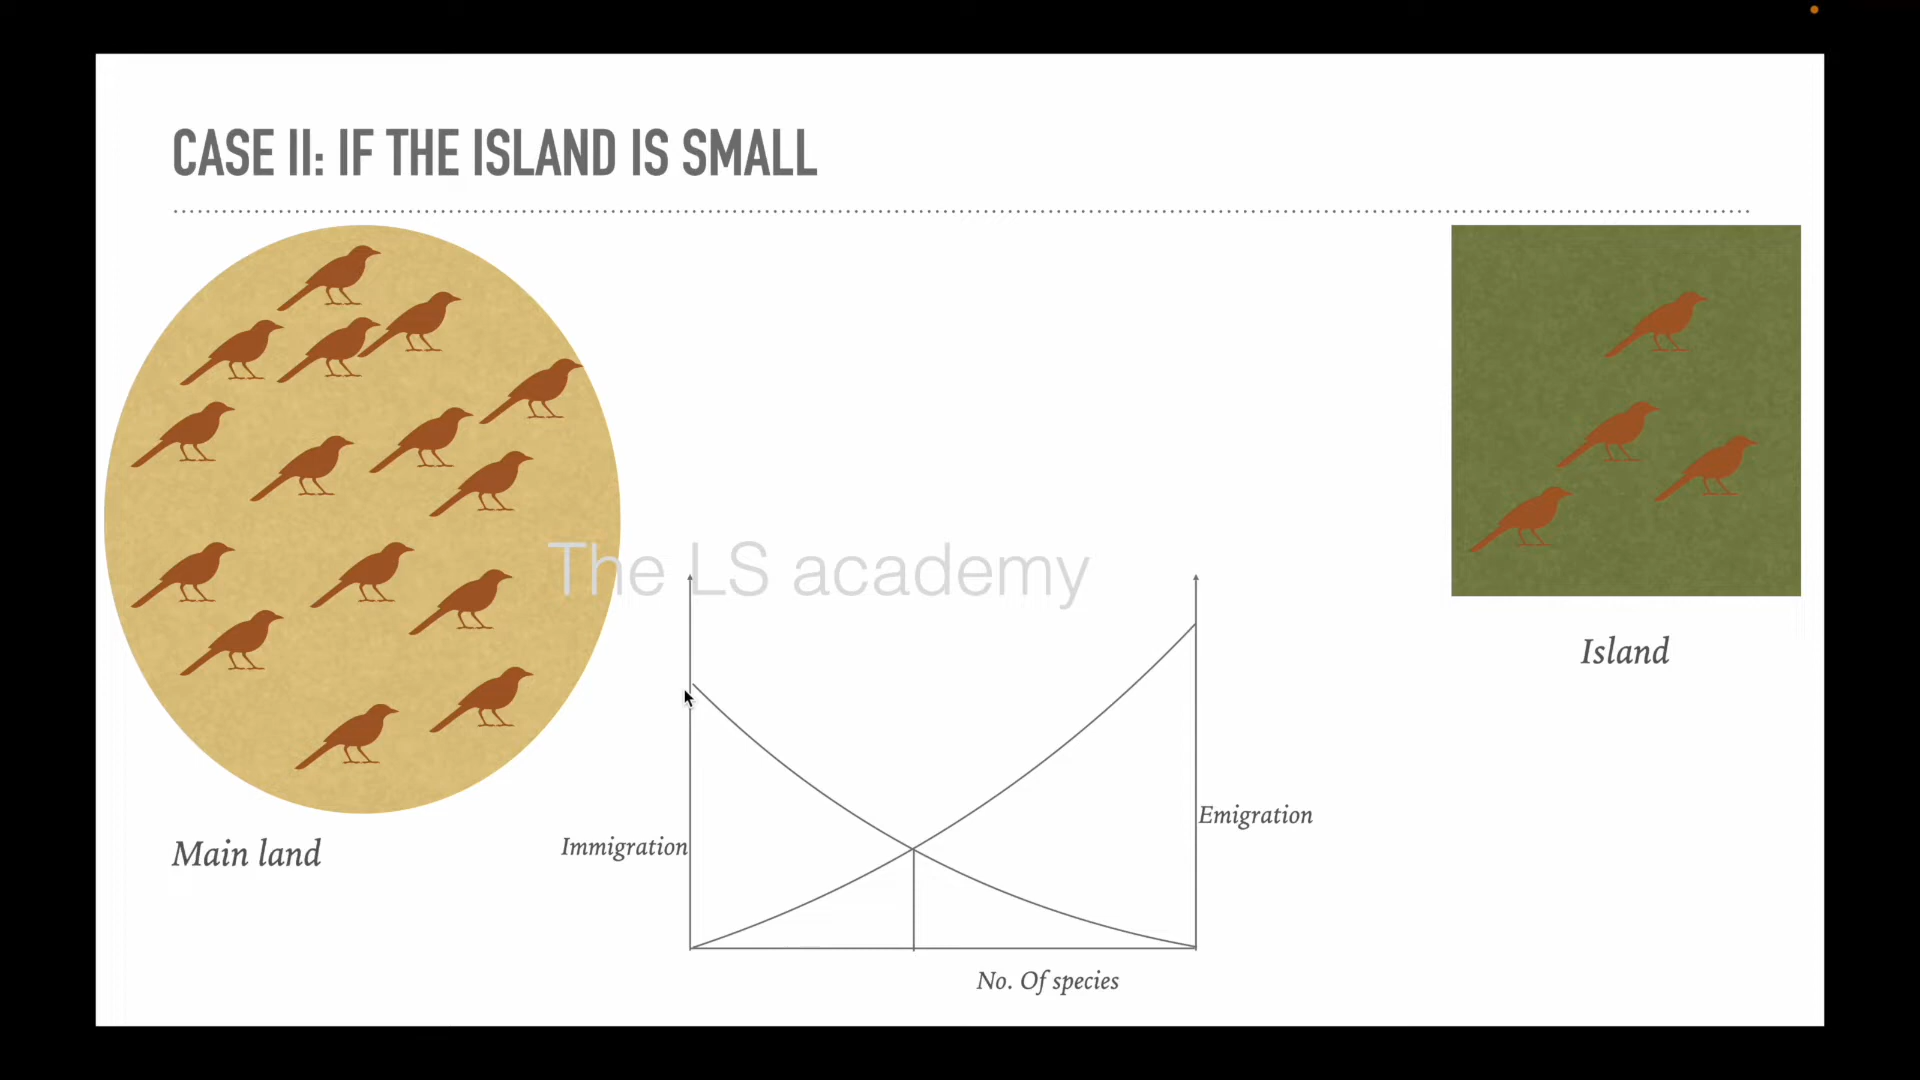 CASE II: IF THE ISLAND IS SMALL
The LS academy
Island
Emigration
Immigration
Main land
No. Of species